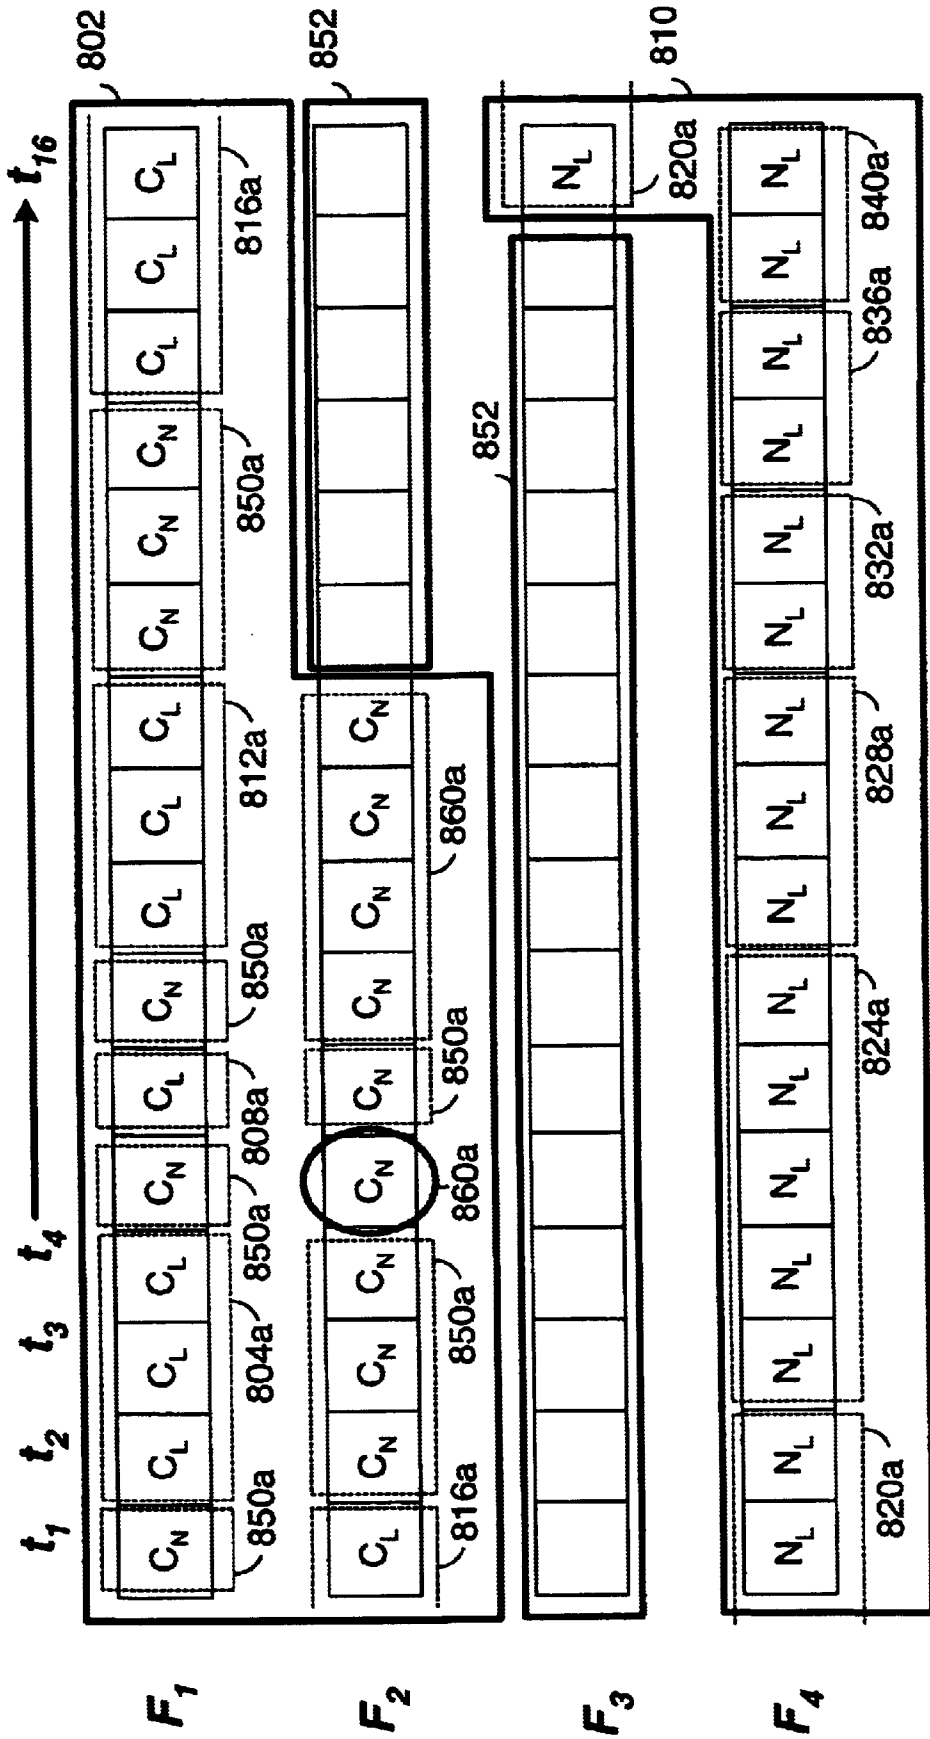 t1 t2 t3 t4 t16
802
F1 CN CL CL CL CN CL CN CL CL CL CN CN CN CL CL CL
850a 804a 850a 808a 850a 812a 850a 816a
852
F2 CL CN CN CN CN CN CN CN CN CN
816a 850a 860a 850a 860a
852
F3 NL
820a
810
F4 NL NL NL NL NL NL NL NL NL NL NL NL NL NL NL NL
820a 824a 828a 832a 836a 840a